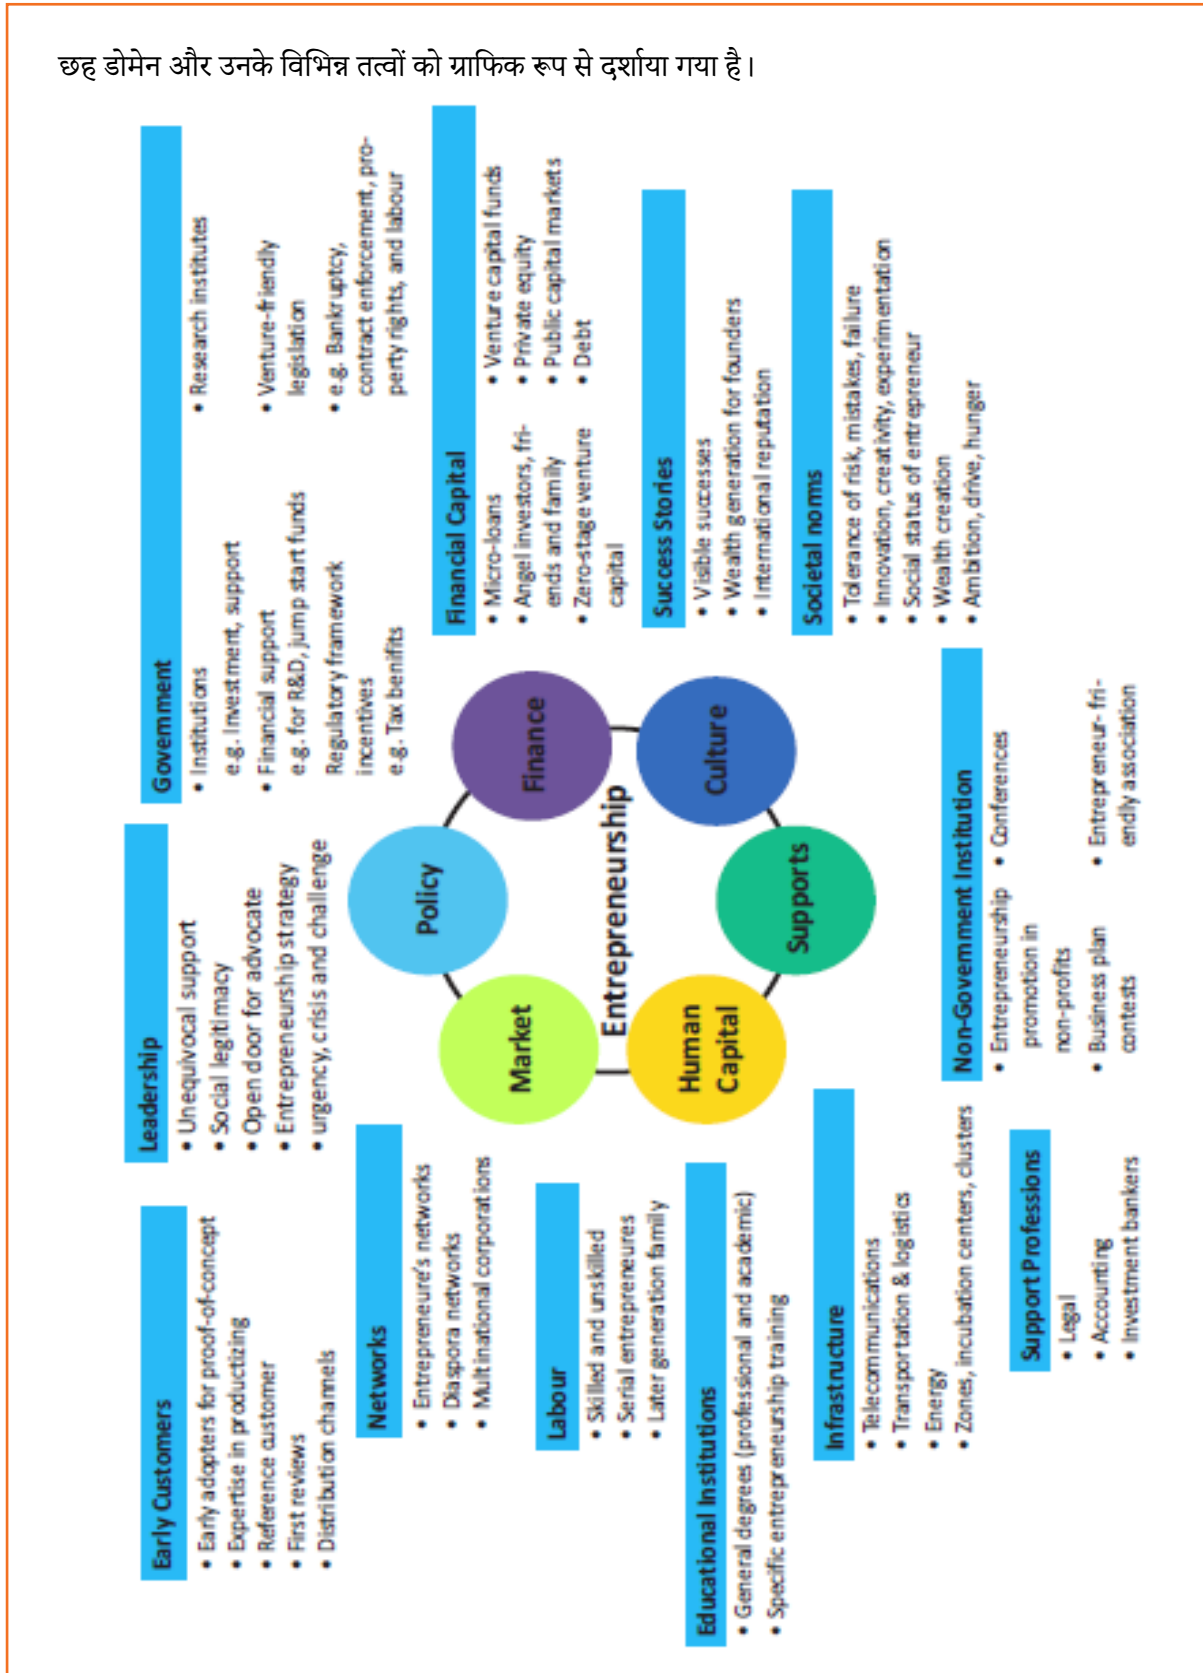 छह डोमेन और उनके विभिन्न तत्वों को ग्राफिक रूप से दर्शाया गया है।
Early Customers
• Early adopters for proof-of-concept
• Expertise in productizing
• Reference customer
• First reviews
• Distribution channels
Leadership
• Unequivocal support
• Social legitimacy
• Open door for advocate
• Entrepreneurship strategy
• urgency, crisis and challenge
Government
• Institutions
e.g. Investment, support
• Financial support
e.g. for R&D, jump start funds
Regulatory framework
incentives
e.g. Tax benifits
• Research institutes
• Venture-friendly
legislation
• e.g. Bankruptcy,
contract enforcement, pro-
perty rights, and labour
Networks
• Entrepreneure's networks
• Diaspora networks
• Multinational corporations
Policy
Market
Finance
Entrepreneurship
Human
Capital
Culture
Supports
Financial Capital
• Micro-loans
• Angel investors, fri-
ends and family
• Zero-stage venture
capital
• Venture capital funds
• Private equity
• Public capital markets
• Debt
Labour
• Skilled and unskilled
• Serial entrepreneures
• Later generation family
Success Stories
• Visible successes
• Wealth generation for founders
• International reputation
Educational Institutions
• General degrees (professional and academic)
• Specific entrepreneurship training
Societal norms
• Tolerance of risk, mistakes, failure
• Innovation, creativity, experimentation
• Social status of entrepreneur
• Wealth creation
• Ambition, drive, hunger
Infrastructure
• Telecommunications
• Transportation & logistics
• Energy
• Zones, incubation centers, clusters
Non-Government Institution
• Entrepreneurship
promotion in
non-profits
• Business plan
contests
• Conferences
• Entrepreneur- fri-
endly association
Support Professions
• Legal
• Accounting
• Investment bankers